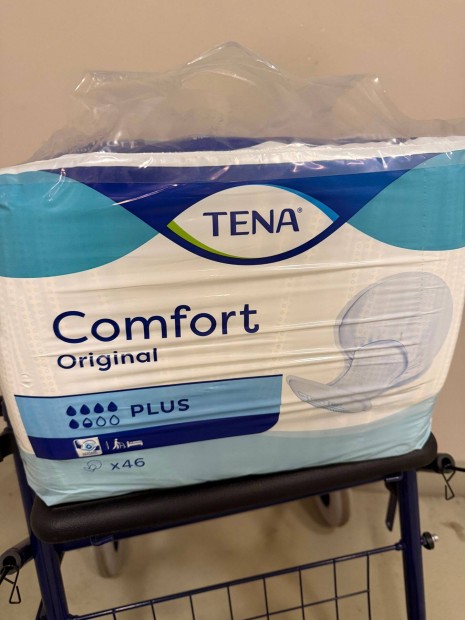 TENA®
Comfort
Original
PLUS
x46